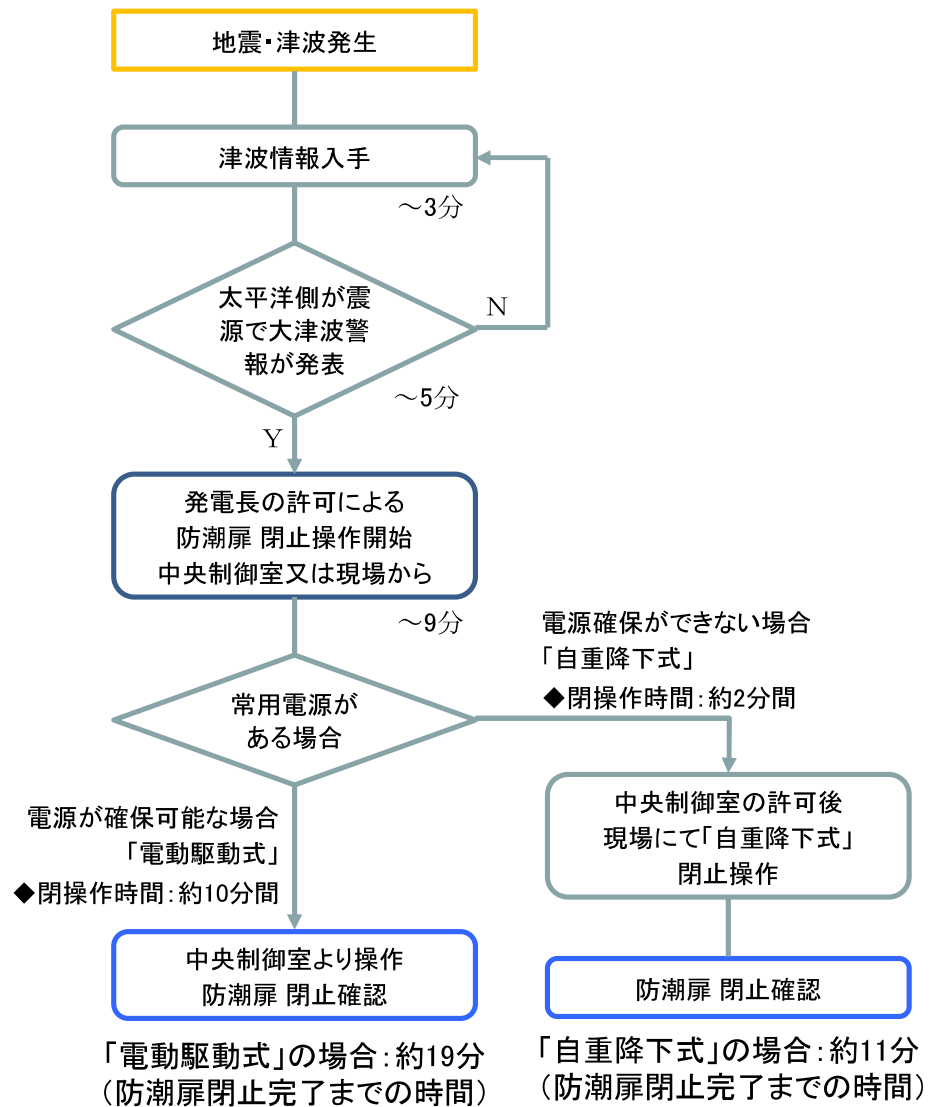 地震・津波発生
津波情報入手
～3分
太平洋側が震
源で大津波警
報が発表
N
～5分
Y
発電長の許可による
防潮扉 閉止操作開始
中央制御室又は現場から
～9分
電源確保ができない場合
「自重降下式」
◆閉操作時間：約2分間
常用電源が
ある場合
電源が確保可能な場合
「電動駆動式」
◆閉操作時間：約10分間
中央制御室の許可後
現場にて「自重降下式」
閉止操作
中央制御室より操作
防潮扉 閉止確認
防潮扉 閉止確認
「電動駆動式」の場合：約19分
（防潮扉閉止完了までの時間）
「自重降下式」の場合：約11分
（防潮扉閉止完了までの時間）